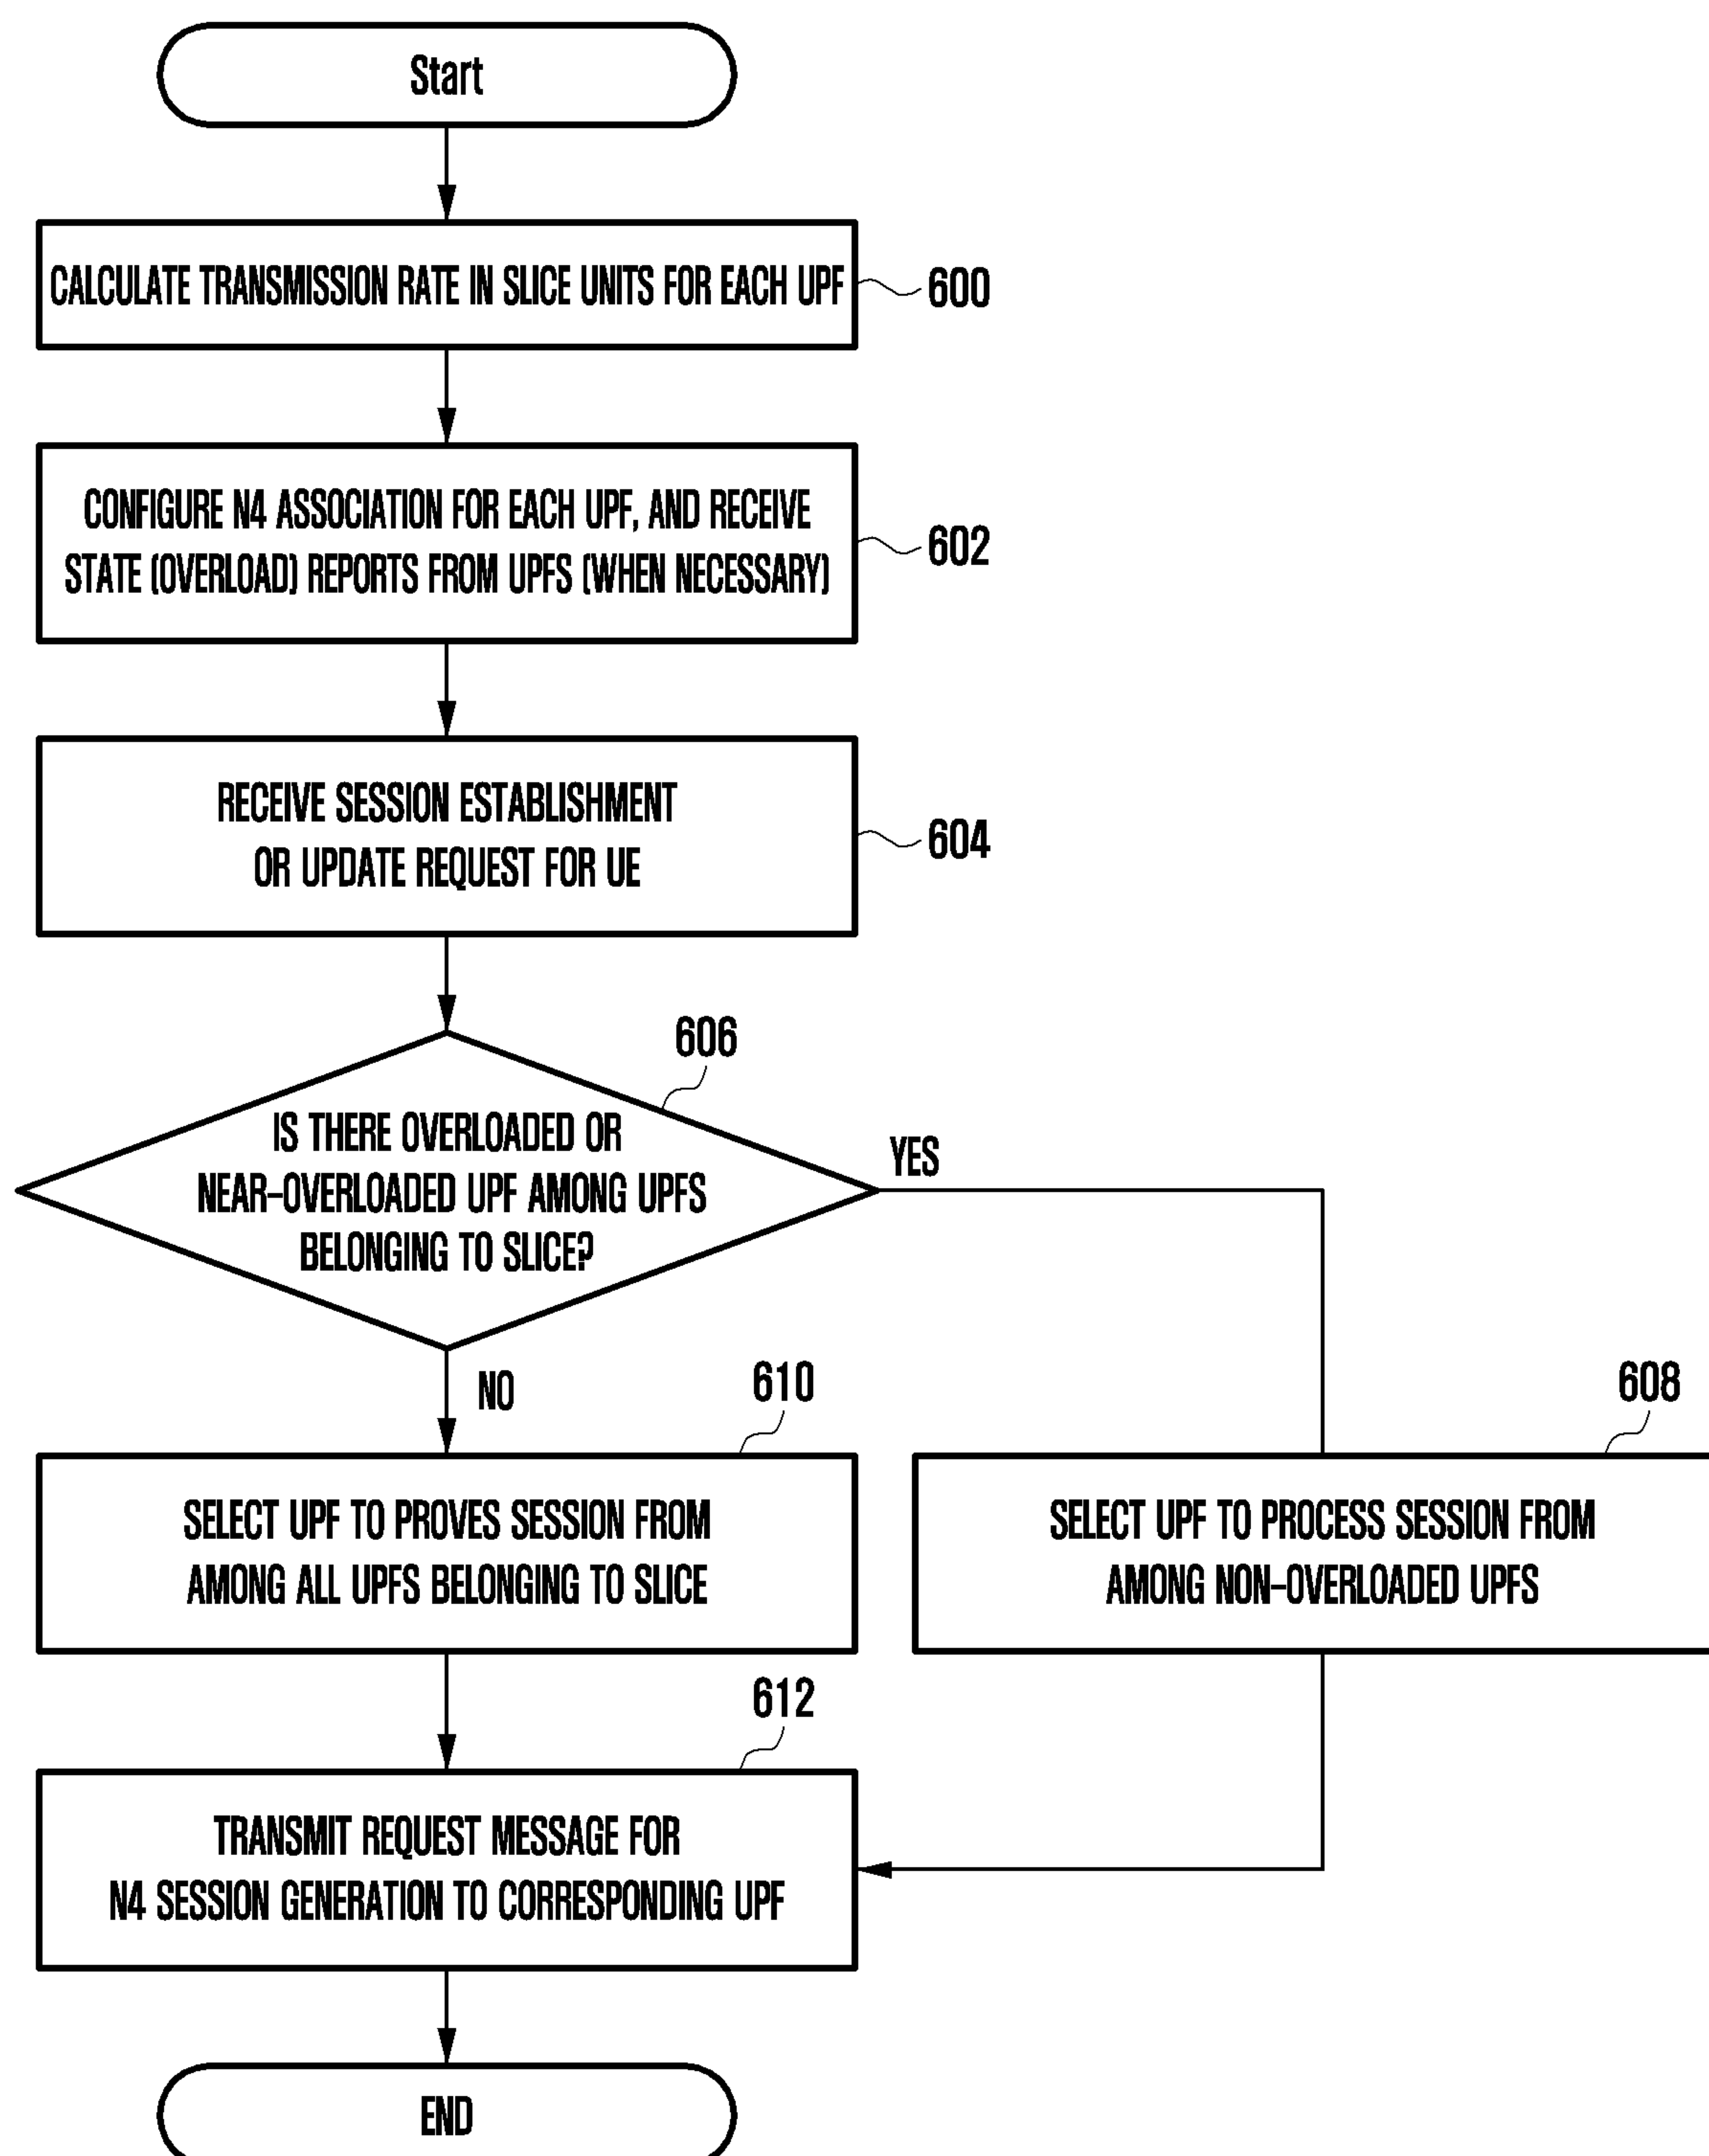 Start
CALCULATE TRANSMISSION RATE IN SLICE UNITS FOR EACH UPF
600
CONFIGURE N4 ASSOCIATION FOR EACH UPF, AND RECEIVE
STATE (OVERLOAD) REPORTS FROM UPFS (WHEN NECESSARY)
602
RECEIVE SESSION ESTABLISHMENT
OR UPDATE REQUEST FOR UE
604
606
IS THERE OVERLOADED OR
NEAR-OVERLOADED UPF AMONG UPFS
BELONGING TO SLICE?
YES
NO
610
SELECT UPF TO PROVES SESSION FROM
AMONG ALL UPFS BELONGING TO SLICE
608
SELECT UPF TO PROCESS SESSION FROM
AMONG NON-OVERLOADED UPFS
612
TRANSMIT REQUEST MESSAGE FOR
N4 SESSION GENERATION TO CORRESPONDING UPF
END